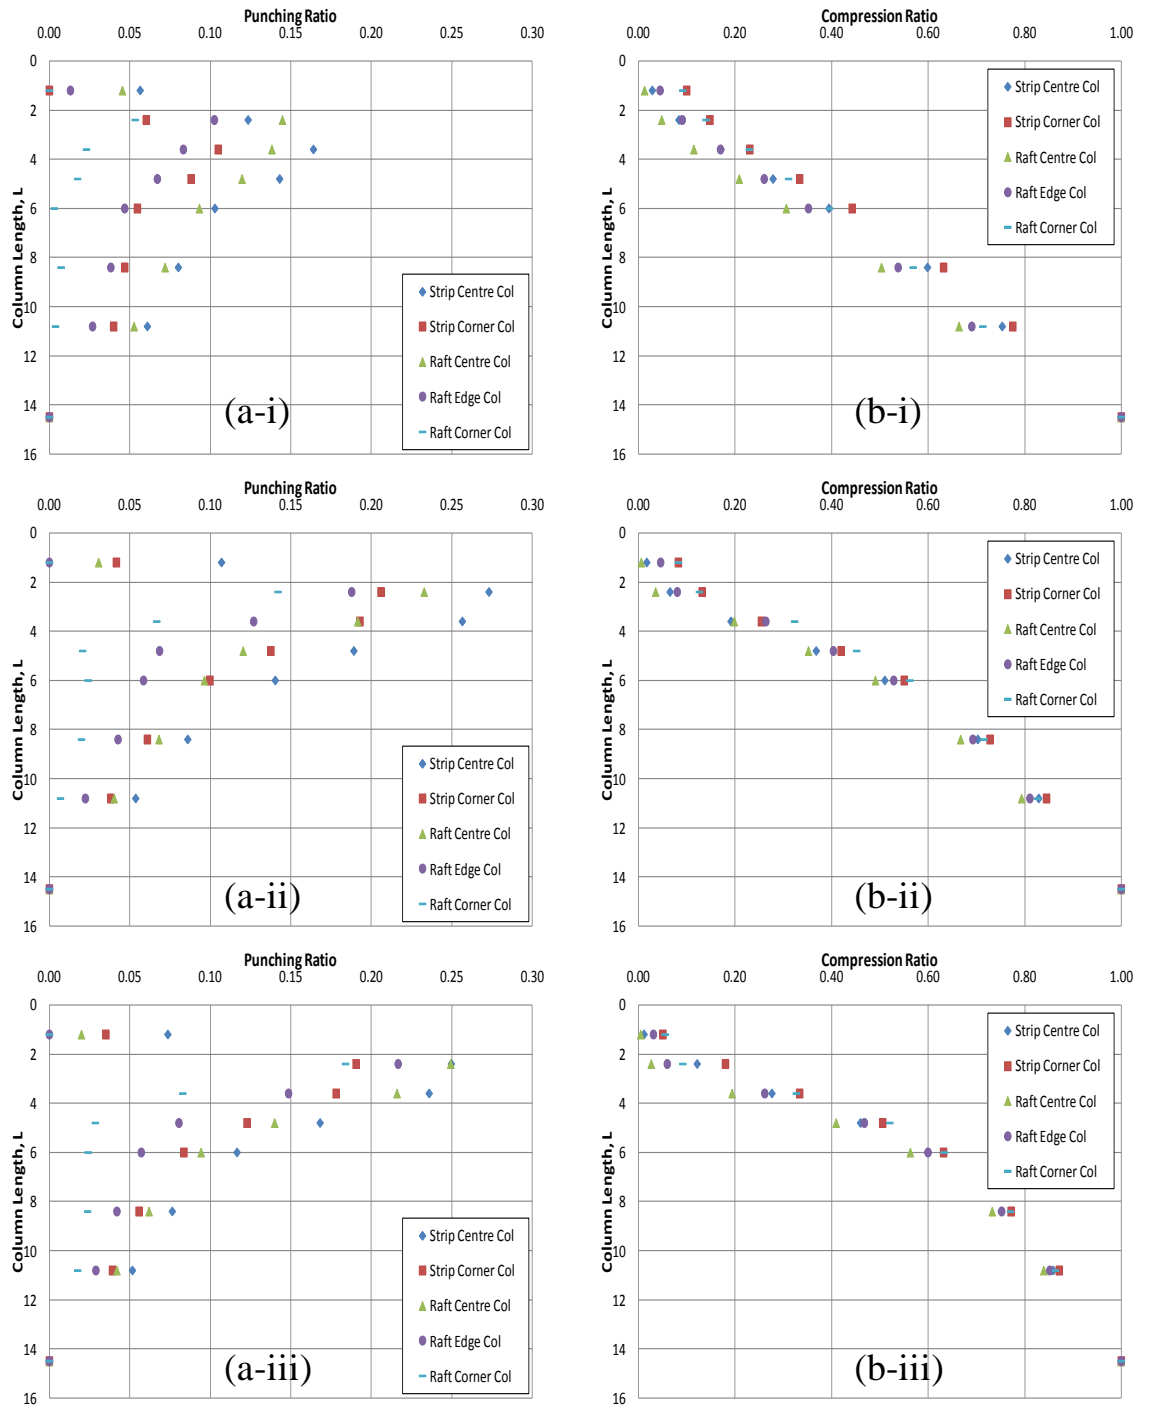 Punching Ratio
0.00 0.05 0.10 0.15 0.20 0.25 0.30
0
2
4
6
8
10
12
14
16
Column Length, L
Strip Centre Col
Strip Corner Col
Raft Centre Col
Raft Edge Col
Raft Corner Col
(a-i)
Compression Ratio
0.00 0.20 0.40 0.60 0.80 1.00
0
2
4
6
8
10
12
14
16
Column Length, L
Strip Centre Col
Strip Corner Col
Raft Centre Col
Raft Edge Col
Raft Corner Col
(b-i)
Punching Ratio
0.00 0.05 0.10 0.15 0.20 0.25 0.30
0
2
4
6
8
10
12
14
16
Column Length, L
Strip Centre Col
Strip Corner Col
Raft Centre Col
Raft Edge Col
Raft Corner Col
(a-ii)
Compression Ratio
0.00 0.20 0.40 0.60 0.80 1.00
0
2
4
6
8
10
12
14
16
Column Length, L
Strip Centre Col
Strip Corner Col
Raft Centre Col
Raft Edge Col
Raft Corner Col
(b-ii)
Punching Ratio
0.00 0.05 0.10 0.15 0.20 0.25 0.30
0
2
4
6
8
10
12
14
16
Column Length, L
Strip Centre Col
Strip Corner Col
Raft Centre Col
Raft Edge Col
Raft Corner Col
(a-iii)
Compression Ratio
0.00 0.20 0.40 0.60 0.80 1.00
0
2
4
6
8
10
12
14
16
Column Length, L
Strip Centre Col
Strip Corner Col
Raft Centre Col
Raft Edge Col
Raft Corner Col
(b-iii)